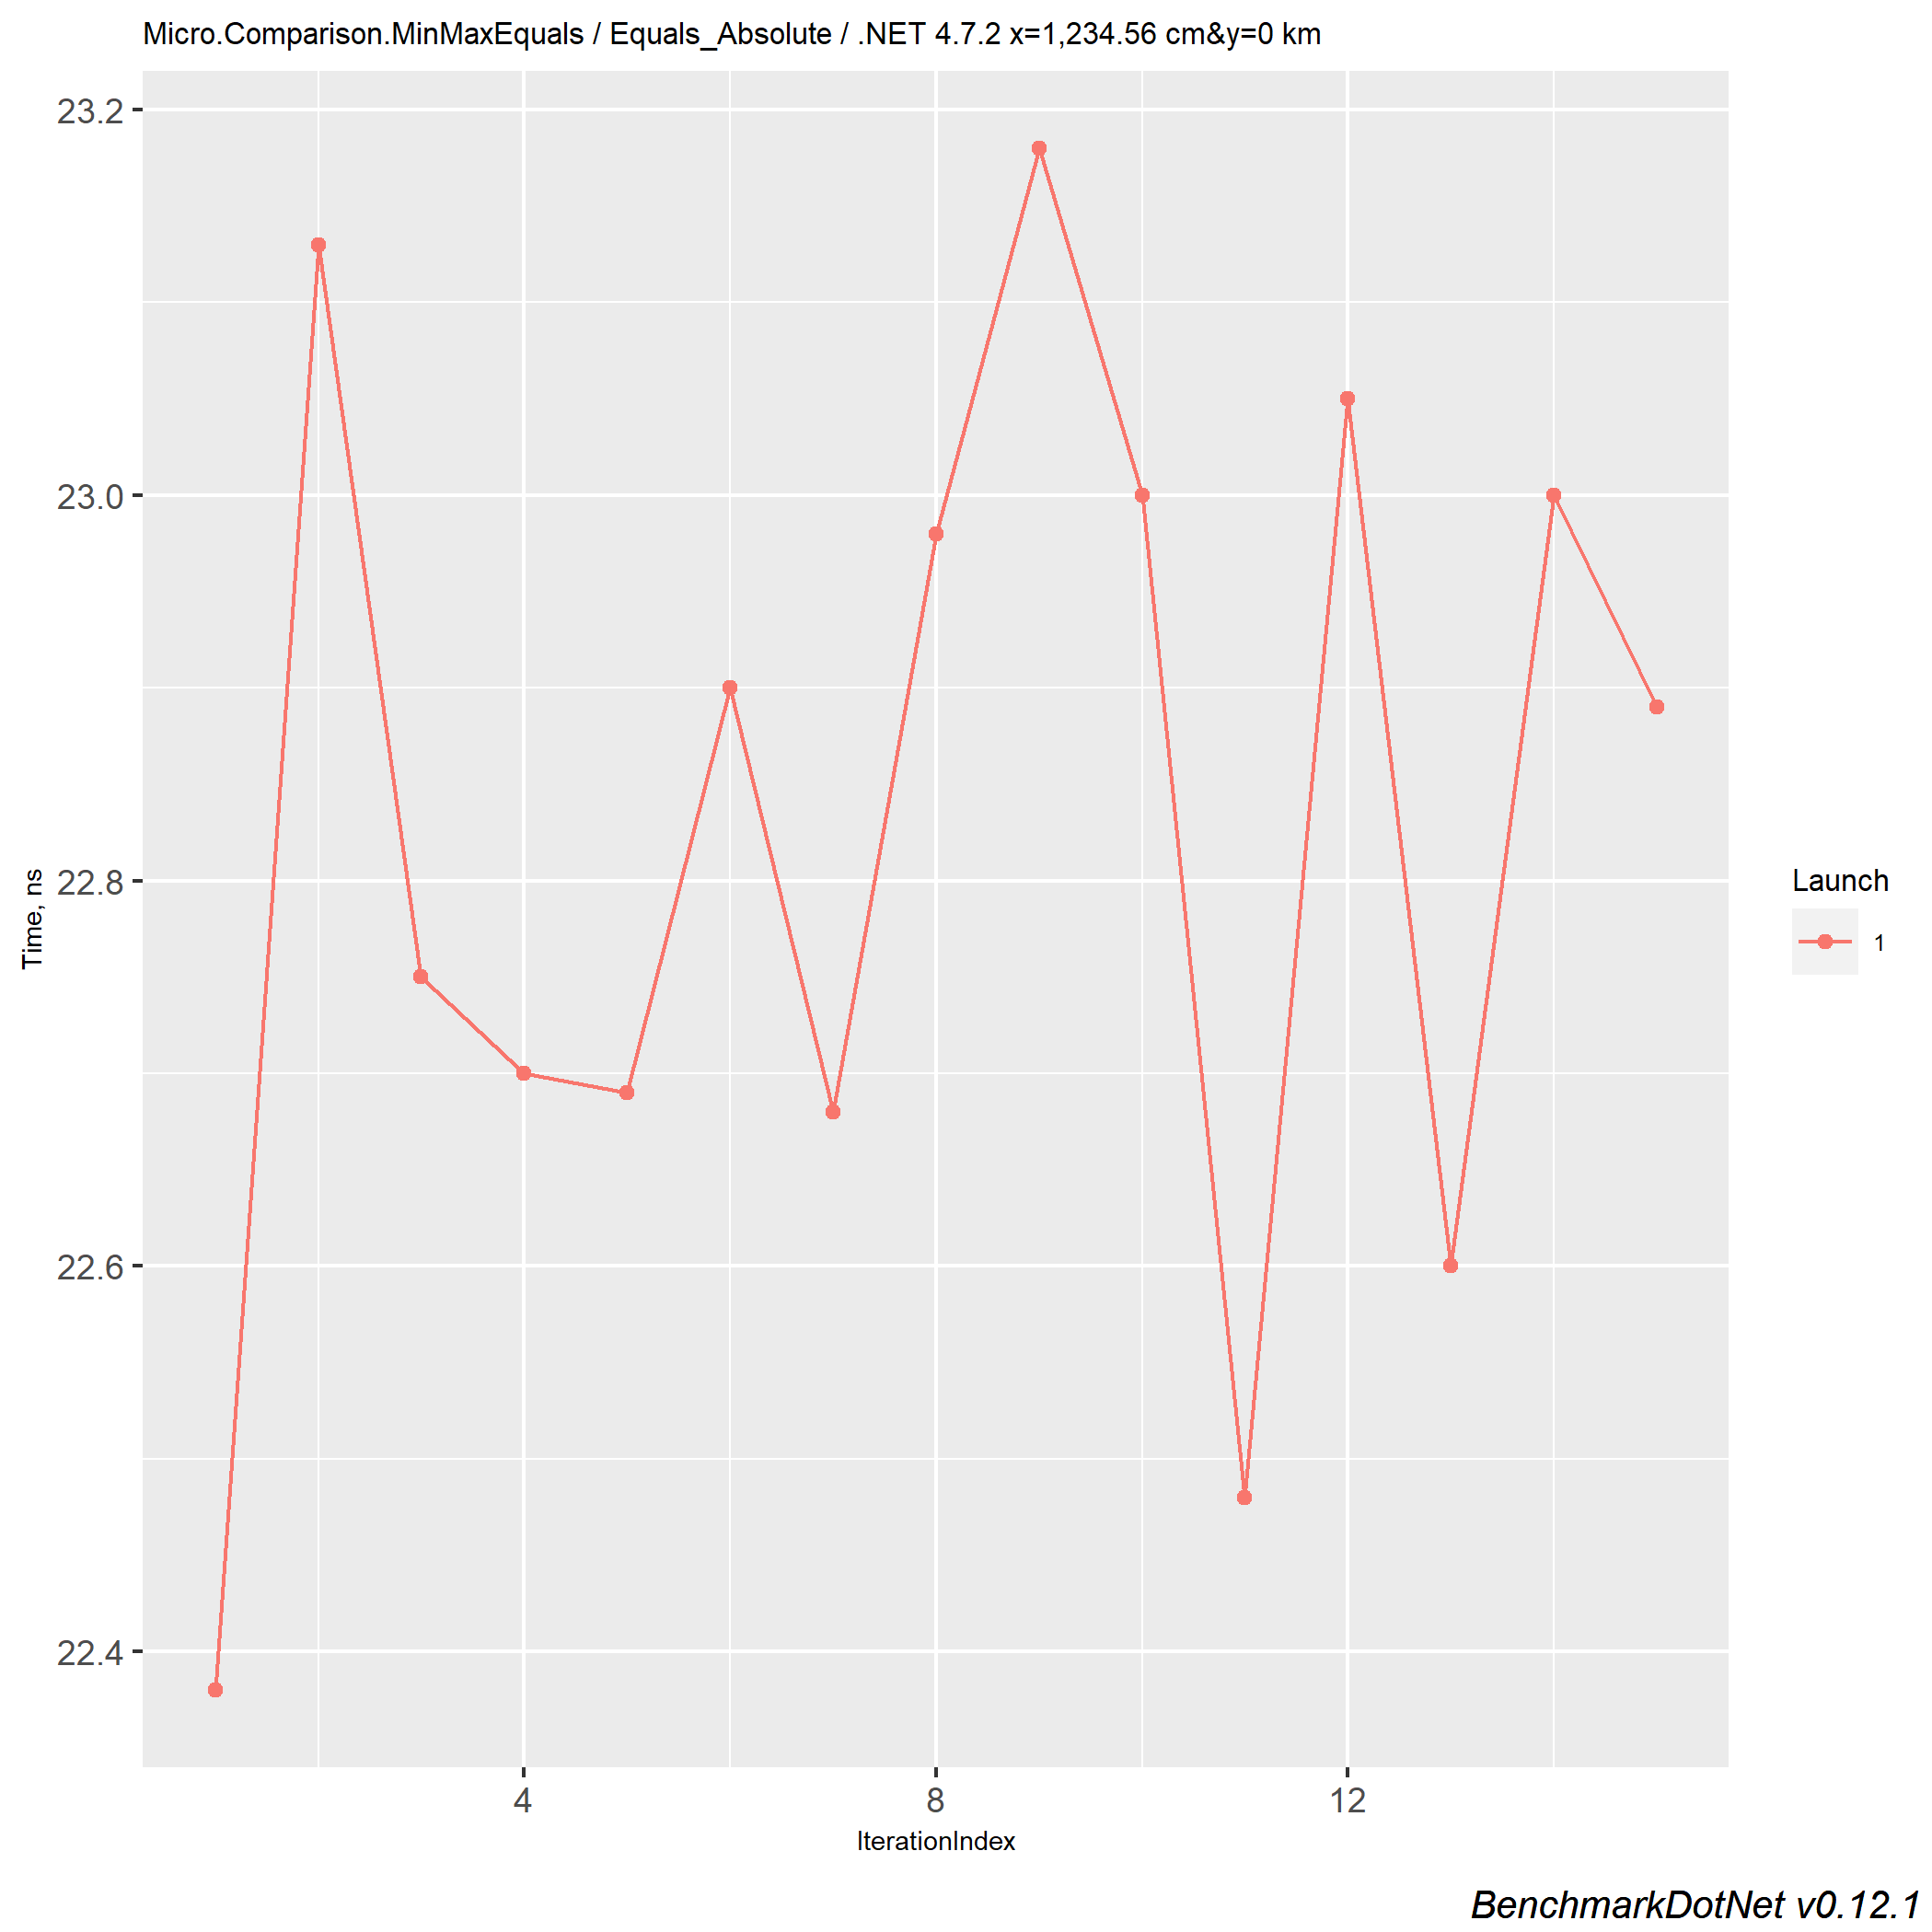 Micro.Comparison.MinMaxEquals / Equals_Absolute / .NET 4.7.2 x=1,234.56 cm&y=0 km
23.2
23.0
22.8
22.6
22.4
Time, ns
4 8 12
IterationIndex
Launch
1
BenchmarkDotNet v0.12.1